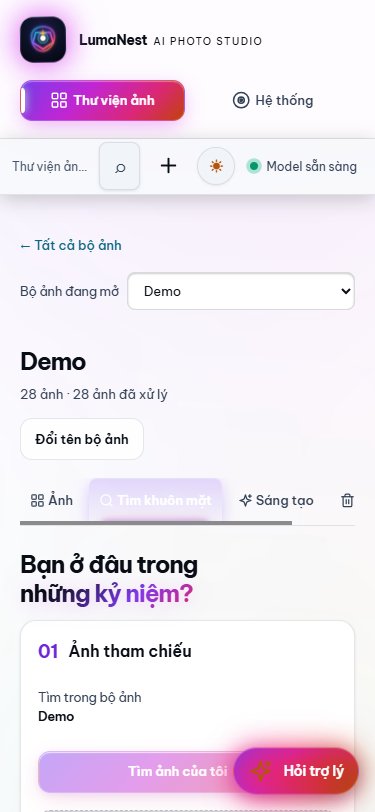 LumaNest AI PHOTO STUDIO
Thư viện ảnh
Hệ thống
Thư viện ản...
Model sẵn sàng
← Tất cả bộ ảnh
Bộ ảnh đang mở
Demo
Demo
28 ảnh · 28 ảnh đã xử lý
Đổi tên bộ ảnh
Ảnh
Tìm khuôn mặt
Sáng tạo
Bạn ở đâu trong
những kỷ niệm?
01 Ảnh tham chiếu
Tìm trong bộ ảnh
Demo
Tìm ảnh của tôi
Hỏi trợ lý